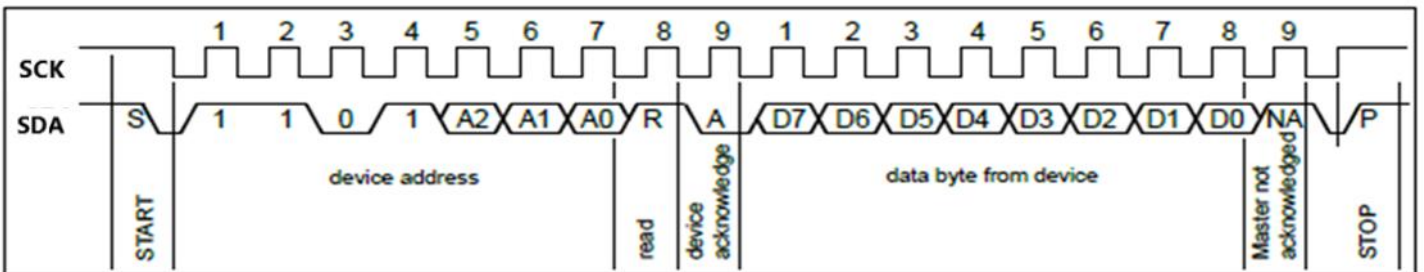 1 2 3 4 5 6 7 8 9 1 2 3 4 5 6 7 8 9
SCK
SDA S 1 1 0 1 A2 A1 A0 R A D7 D6 D5 D4 D3 D2 D1 D0 NA P
device address
data byte from device
START
read
device
acknowledge
Master not
acknowledged
STOP